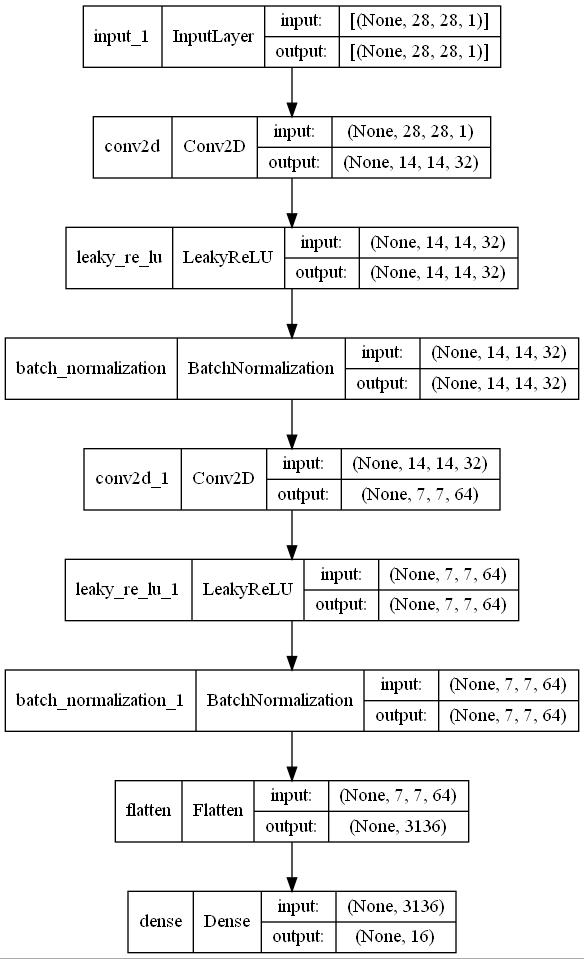 input_1 InputLayer input: [(None, 28, 28, 1)]
output: [(None, 28, 28, 1)]
conv2d Conv2D input: (None, 28, 28, 1)
output: (None, 14, 14, 32)
leaky_re_lu LeakyReLU input: (None, 14, 14, 32)
output: (None, 14, 14, 32)
batch_normalization BatchNormalization input: (None, 14, 14, 32)
output: (None, 14, 14, 32)
conv2d_1 Conv2D input: (None, 14, 14, 32)
output: (None, 7, 7, 64)
leaky_re_lu_1 LeakyReLU input: (None, 7, 7, 64)
output: (None, 7, 7, 64)
batch_normalization_1 BatchNormalization input: (None, 7, 7, 64)
output: (None, 7, 7, 64)
flatten Flatten input: (None, 7, 7, 64)
output: (None, 3136)
dense Dense input: (None, 3136)
output: (None, 16)